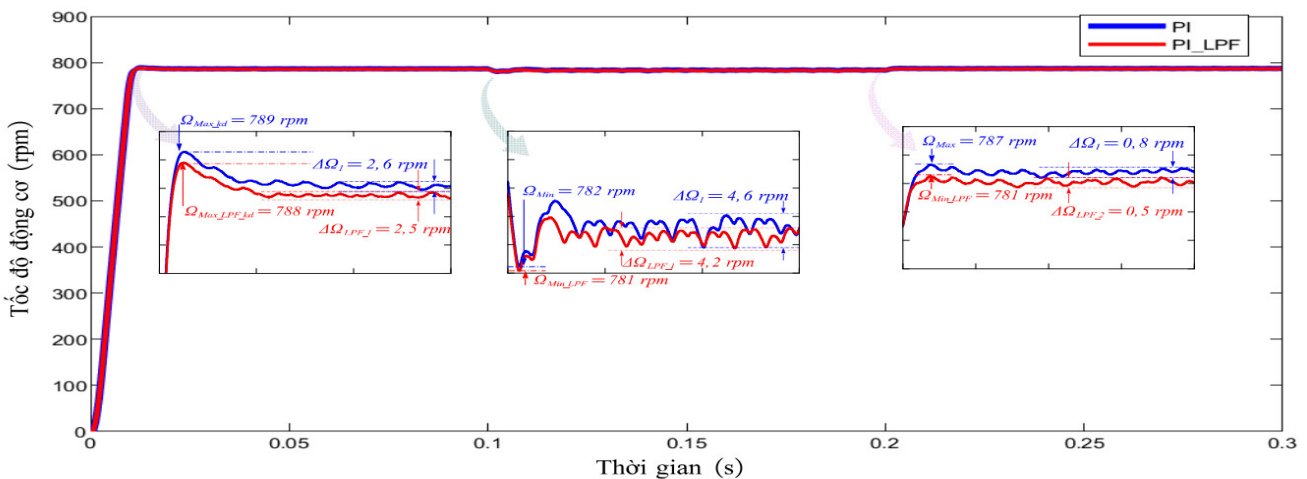 900
800
700
600
500
400
300
200
100
0
Tốc độ động cơ (rpm)
PI
PI_LPF
Ω_Max_kd = 789 rpm
ΔΩ_1 = 2, 6 rpm
Ω_Max_LPF_kd = 788 rpm
ΔΩ_LPF_1 = 2, 5 rpm
Ω_Min = 782 rpm
ΔΩ_1 = 4, 6 rpm
ΔΩ_LPF_1 = 4, 2 rpm
Ω_Min_LPF = 781 rpm
Ω_Max = 787 rpm
ΔΩ_1 = 0, 8 rpm
Ω_Min_LPF = 781 rpm
ΔΩ_LPF_2 = 0, 5 rpm
0 0.05 0.1 0.15 0.2 0.25 0.3
Thời gian (s)